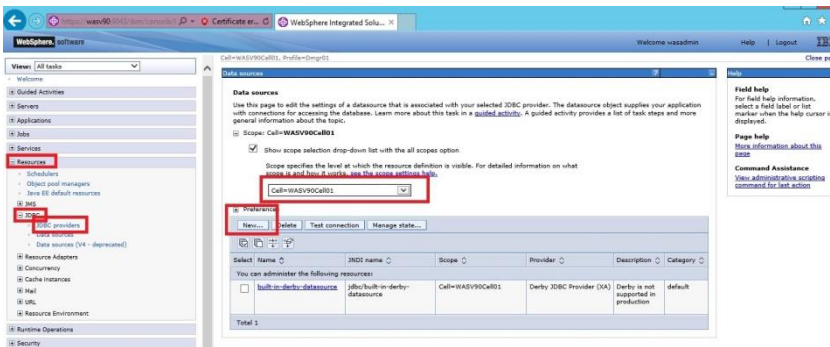 https://wasv90:9043/ibm/console/l
Certificate er...
WebSphere Integrated Solu...
WebSphere. software
Welcome wasadmin
Help | Logout
View: All tasks
Welcome
Guided Activities
Servers
Applications
Jobs
Services
Resources
Schedulers
Object pool managers
Java EE default resources
JMS
JDBC
JDBC providers
Data sources
Data sources (V4 - deprecated)
Resource Adapters
Concurrency
Cache instances
Mail
URL
Resource Environment
Runtime Operations
Security
Cell=WASV90Cell01, Profile=Dmgr01
Close pa
Data sources
Data sources
Use this page to edit the settings of a datasource that is associated with your selected JDBC provider. The datasource object supplies your application
with connections for accessing the database. Learn more about this task in a guided activity. A guided activity provides a list of task steps and more
general information about the topic.
Scope: Cell=WASV90Cell01
Show scope selection drop-down list with the all scopes
option
Scope specifies the level at which the resource definition is visible. For detailed information on what
scope is and how it works, see the scope settings help.
Cell=WASV90Cell01
Preference
New... Delete Test connection Manage state...
Select Name JNDI name Scope Provider Description Category
You can administer the following resources:
built-in-derby-datasource jdbc/built-in-derby- Cell=WASV90Cell01 Derby JDBC Provider (XA) Derby is not default
datasource supported in
production
Total 1
Help
Field help
For field help information,
select a field label or list
marker when the help cursor i
displayed.
Page help
More information about this
page
Command Assistance
View administrative scripting
command for last action